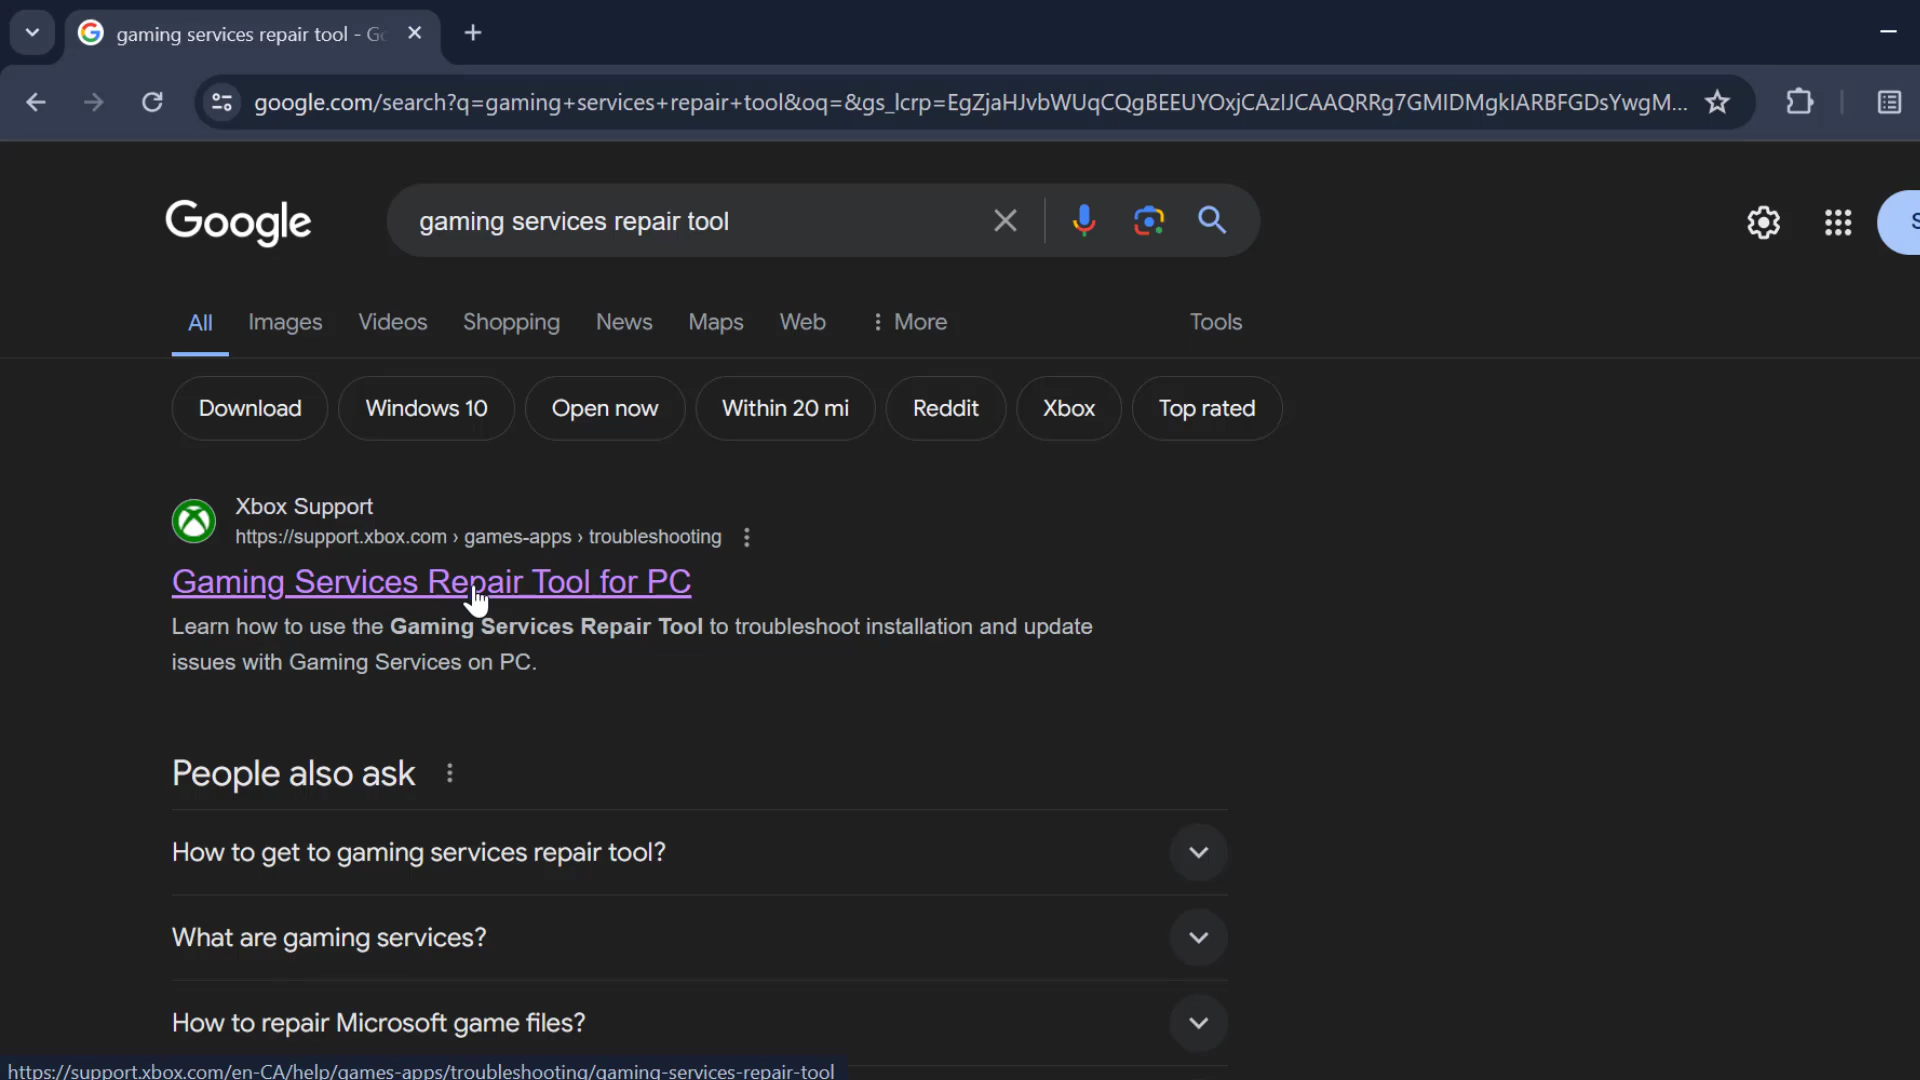 gaming services repair tool - Go
google.com/search?q=gaming+services+repair+tool&oq=&gs_lcrp=EgZjaHJvbWUqCQgBEEUYOxjCAzIJCAAQRRg7GMIDMgkIARBFGDsYwgM...
Google
gaming services repair tool
All Images Videos Shopping News Maps Web More Tools
Download Windows 10 Open now Within 20 mi Reddit Xbox Top rated
Xbox Support
https://support.xbox.com › games-apps › troubleshooting
Gaming Services Repair Tool for PC
Learn how to use the Gaming Services Repair Tool to troubleshoot installation and update
issues with Gaming Services on PC.
People also ask
How to get to gaming services repair tool?
What are gaming services?
How to repair Microsoft game files?
https://support.xbox.com/en-CA/help/games-apps/troubleshooting/gaming-services-repair-tool